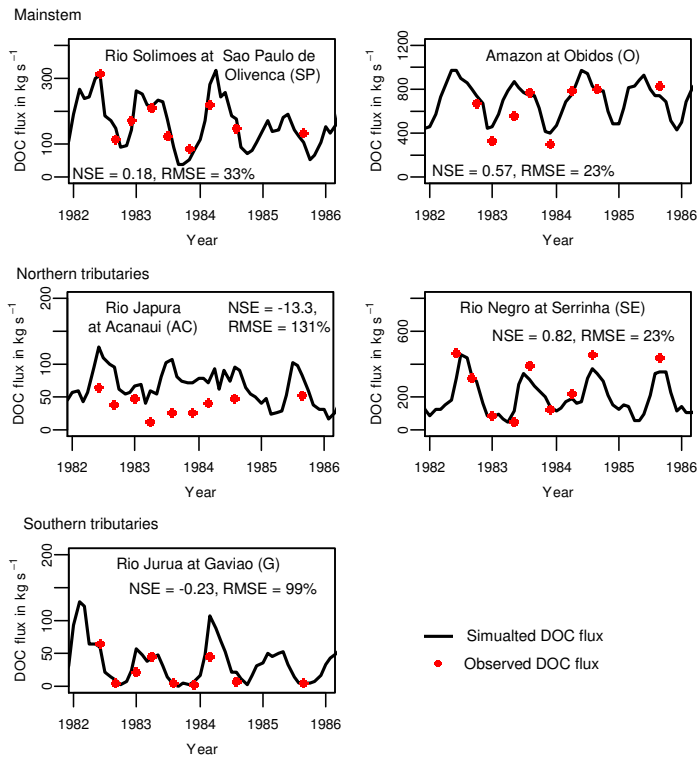 Mainstem
Rio Solimoes at Sao Paulo de
Olivenca (SP)
NSE = 0.18, RMSE = 33%
DOC flux in kg s⁻¹
0
100
300
1982
1983
1984
1985
1986
Year
Amazon at Obidos (O)
NSE = 0.57, RMSE = 23%
DOC flux in kg s⁻¹
0
400
800
1200
1982
1983
1984
1985
1986
Year
Northern tributaries
Rio Japura
at Acanaui (AC)
NSE = -13.3,
RMSE = 131%
DOC flux in kg s⁻¹
0
50
100
200
1982
1983
1984
1985
1986
Year
Rio Negro at Serrinha (SE)
NSE = 0.82, RMSE = 23%
DOC flux in kg s⁻¹
0
200
600
1982
1983
1984
1985
1986
Year
Southern tributaries
Rio Jurua at Gaviao (G)
NSE = -0.23, RMSE = 99%
DOC flux in kg s⁻¹
0
50
100
200
1982
1983
1984
1985
1986
Year
Simualted DOC flux
Observed DOC flux